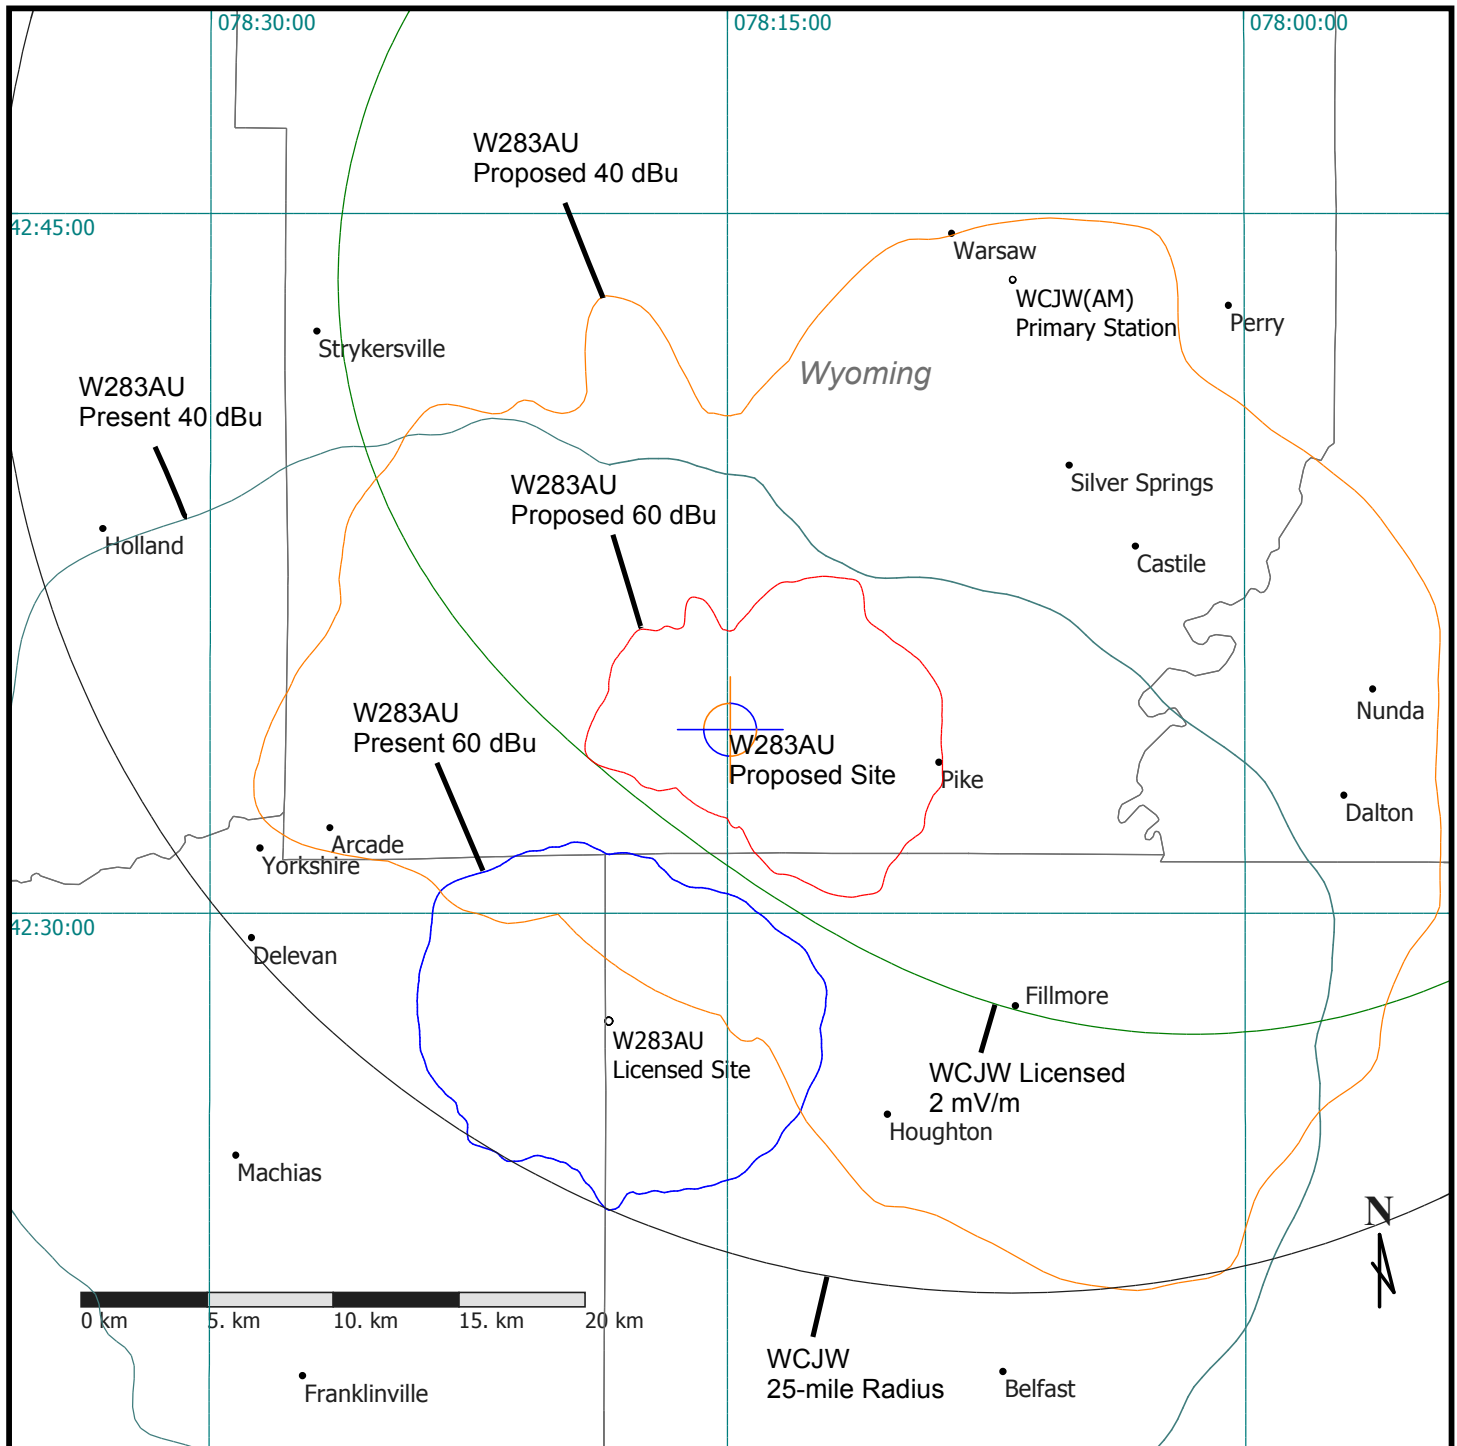 078:30:00
078:15:00
078:00:00
W283AU
Proposed 40 dBu
42:45:00
Warsaw
WCJW(AM)
Primary Station
Perry
Strykersville
Wyoming
W283AU
Present 40 dBu
W283AU
Proposed 60 dBu
Silver Springs
Holland
Castile
W283AU
Present 60 dBu
Nunda
W283AU
Proposed Site
Pike
Dalton
Arcade
Yorkshire
42:30:00
Delevan
Fillmore
W283AU
Licensed Site
WCJW Licensed
2 mV/m
Houghton
Machias
N
0 km 5. km 10. km 15. km 20 km
WCJW
25-mile Radius
Belfast
Franklinville